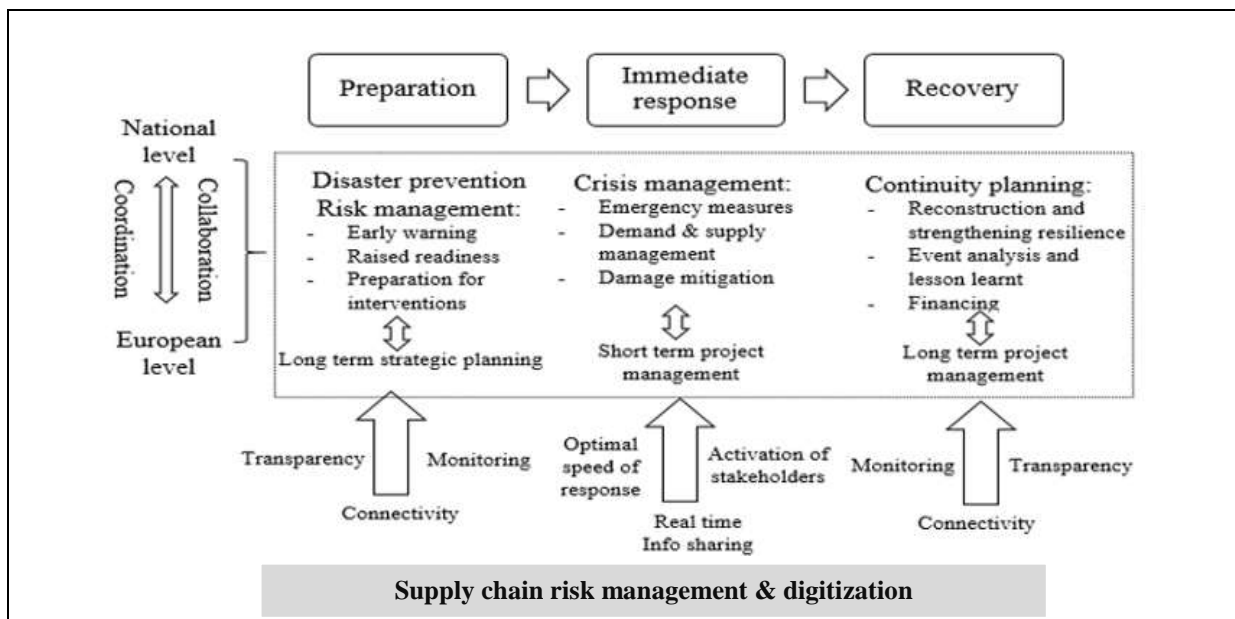 Preparation
Immediate
response
Recovery
National
level
Coordination
Collaboration
European
level
Disaster prevention
Risk management:
- Early warning
- Raised readiness
- Preparation for
interventions
Long term strategic planning
Crisis management:
- Emergency measures
- Demand & supply
management
- Damage mitigation
Short term project
management
Continuity planning:
- Reconstruction and
strengthening resilience
- Event analysis and
lesson learnt
- Financing
Long term project
management
Transparency
Monitoring
Connectivity
Optimal
speed of
response
Activation of
stakeholders
Real time
Info sharing
Monitoring
Transparency
Connectivity
Supply chain risk management & digitization